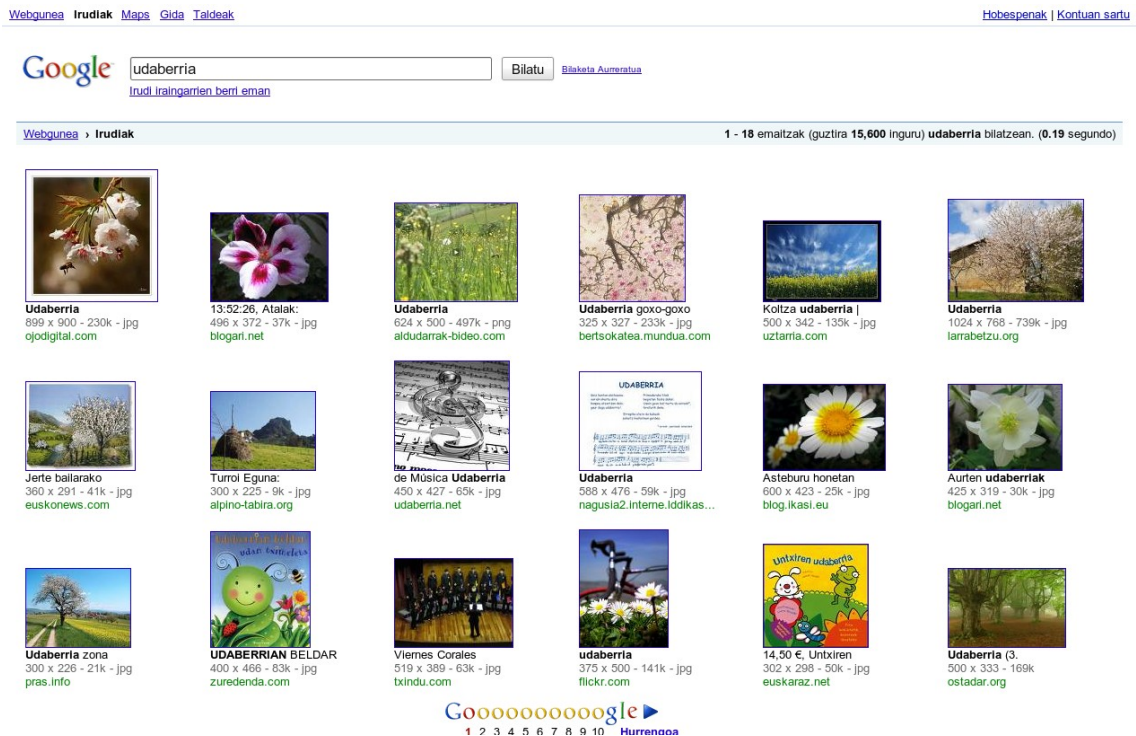 Webgunea Irudiak Maps Gida Taldeak
Hobespenak | Kontuan sartu
Google udaberria Bilatu Bilaketa Aurreratua
Irudi iraingarrien berri eman
Webgunea › Irudiak
1 - 18 emaitzak (guztira 15,600 inguru) udaberria bilatzean. (0.19 segundo)
Udaberria
899 x 900 - 230k - jpg
ojodigital.com
13:52:26, Atalak:
496 x 372 - 37k - jpg
blogari.net
Udaberria
624 x 500 - 497k - png
aldudarrak-bideo.com
Udaberria goxo-goxo
325 x 327 - 233k - jpg
bertsokatea.mundua.com
Koltza udaberria |
500 x 342 - 135k - jpg
uztarria.com
Udaberria
1024 x 768 - 739k - jpg
larrabetzu.org
Jerte bailarako
360 x 291 - 41k - jpg
euskonews.com
Turroi Eguna:
300 x 225 - 9k - jpg
alpino-tabira.org
de Música Udaberria
450 x 427 - 65k - jpg
udaberria.net
UDABERRIA
Udaberria
588 x 476 - 59k - jpg
nagusia2.interne.lddikas...
Asteburu honetan
600 x 423 - 25k - jpg
blog.ikasi.eu
Aurten udaberriak
425 x 319 - 30k - jpg
blogari.net
Udaberria zona
300 x 226 - 21k - jpg
pras.info
UDABERRIAN BELDAR
400 x 466 - 83k - jpg
zuredenda.com
Viernes Corales
519 x 389 - 63k - jpg
txindu.com
udaberria
375 x 500 - 141k - jpg
flickr.com
Untxiren udaberria
14,50 €, Untxiren
302 x 298 - 50k - jpg
euskaraz.net
Udaberria (3.
500 x 333 - 169k
ostadar.org
Goooooooooogle
1 2 3 4 5 6 7 8 9 10 Hurrengoa